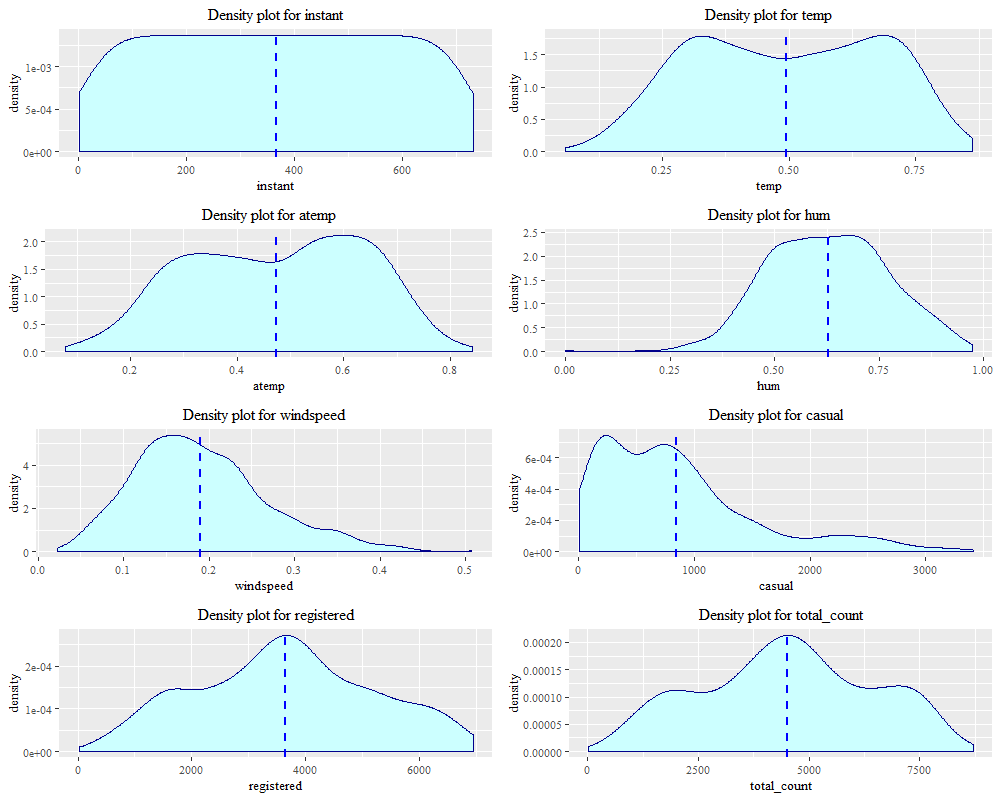 Density plot for instant
density
1e-03
5e-04
0e+00
0 200 400 600
instant
Density plot for temp
density
1.5
1.0
0.5
0.0
0.25 0.50 0.75
temp
Density plot for atemp
density
2.0
1.5
1.0
0.5
0.0
0.2 0.4 0.6 0.8
atemp
Density plot for hum
density
2.5
2.0
1.5
1.0
0.5
0.0
0.00 0.25 0.50 0.75 1.00
hum
Density plot for windspeed
density
4
2
0
0.0 0.1 0.2 0.3 0.4 0.5
windspeed
Density plot for casual
density
6e-04
4e-04
2e-04
0e+00
0 1000 2000 3000
casual
Density plot for registered
density
2e-04
1e-04
0e+00
0 2000 4000 6000
registered
Density plot for total_count
density
0.00020
0.00015
0.00010
0.00005
0.00000
0 2500 5000 7500
total_count